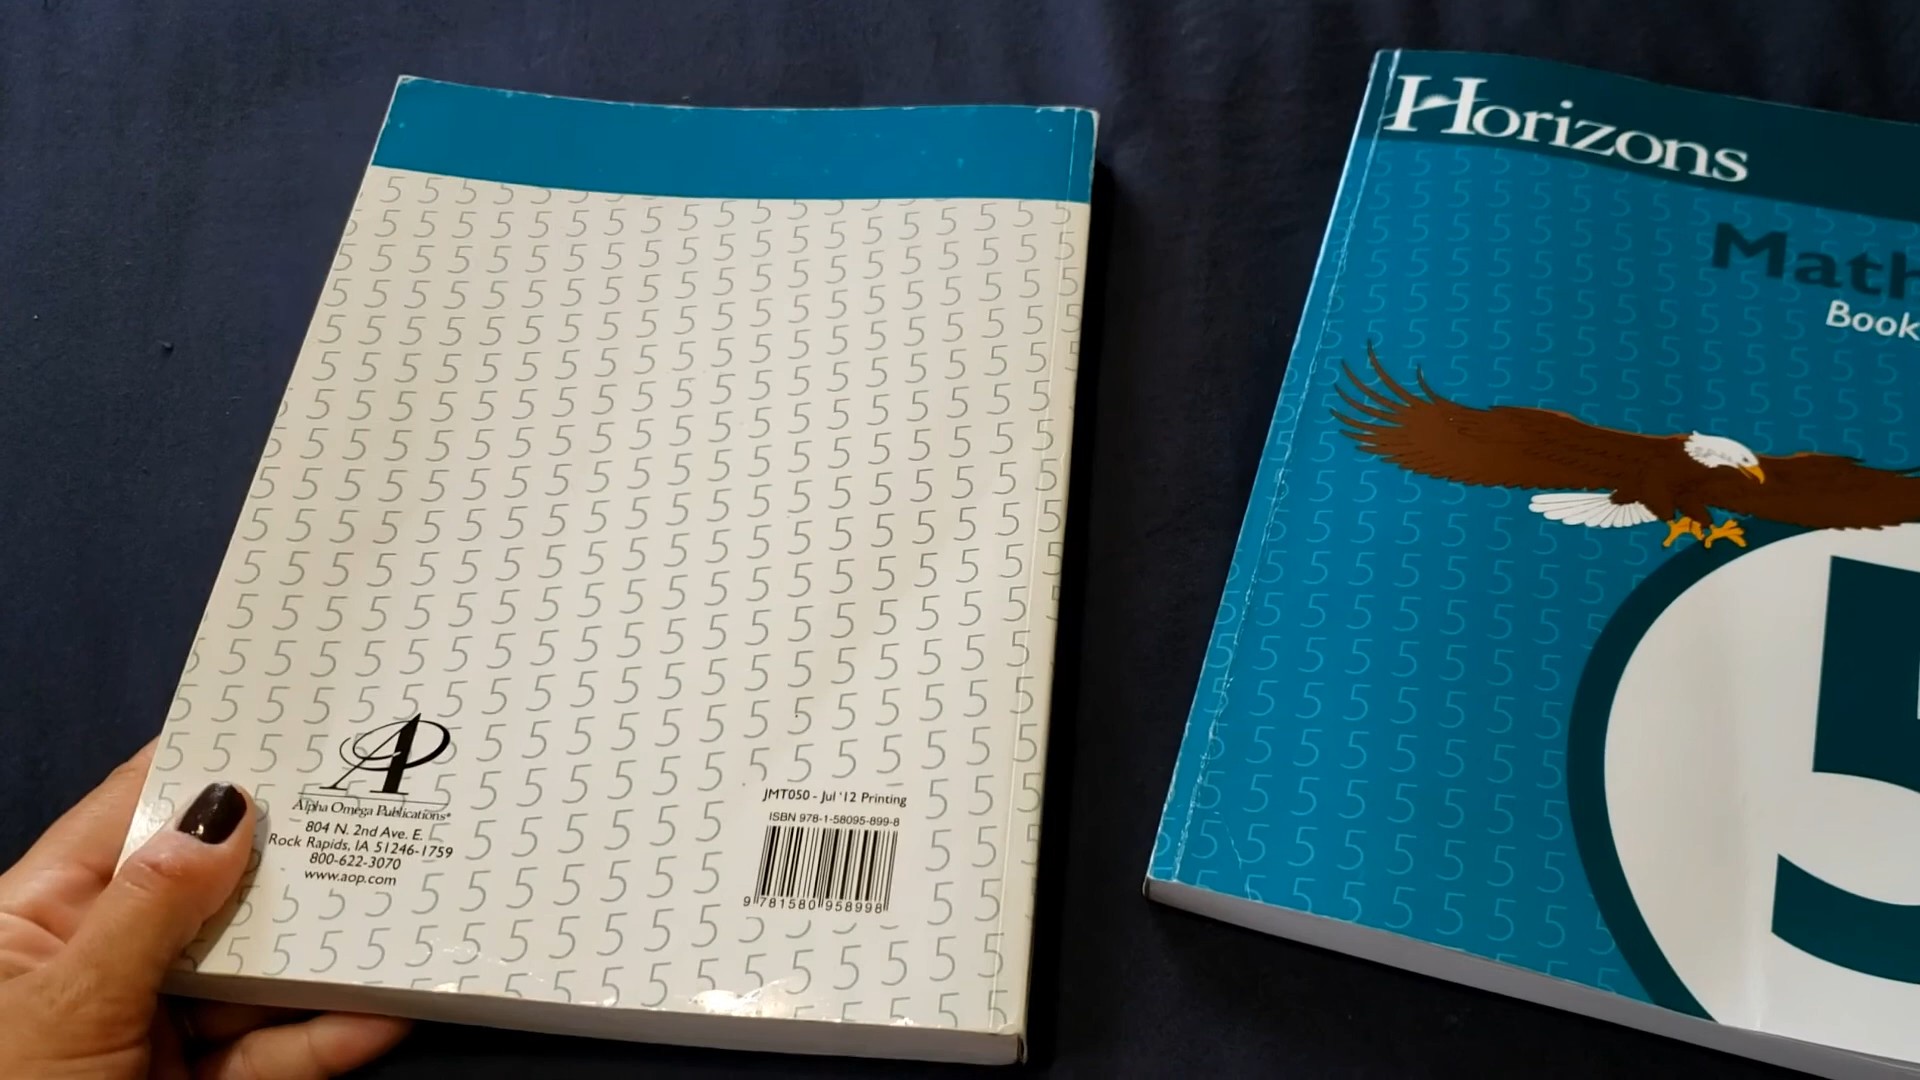 Alpha Omega Publications®
804 N. 2nd Ave. E.
Rock Rapids, IA 51246-1759
800-622-3070
www.aop.com
JMT050 - Jul '12 Printing
ISBN 978-1-58095-899-8
9 781580 958998
Horizons
Math
Book
5